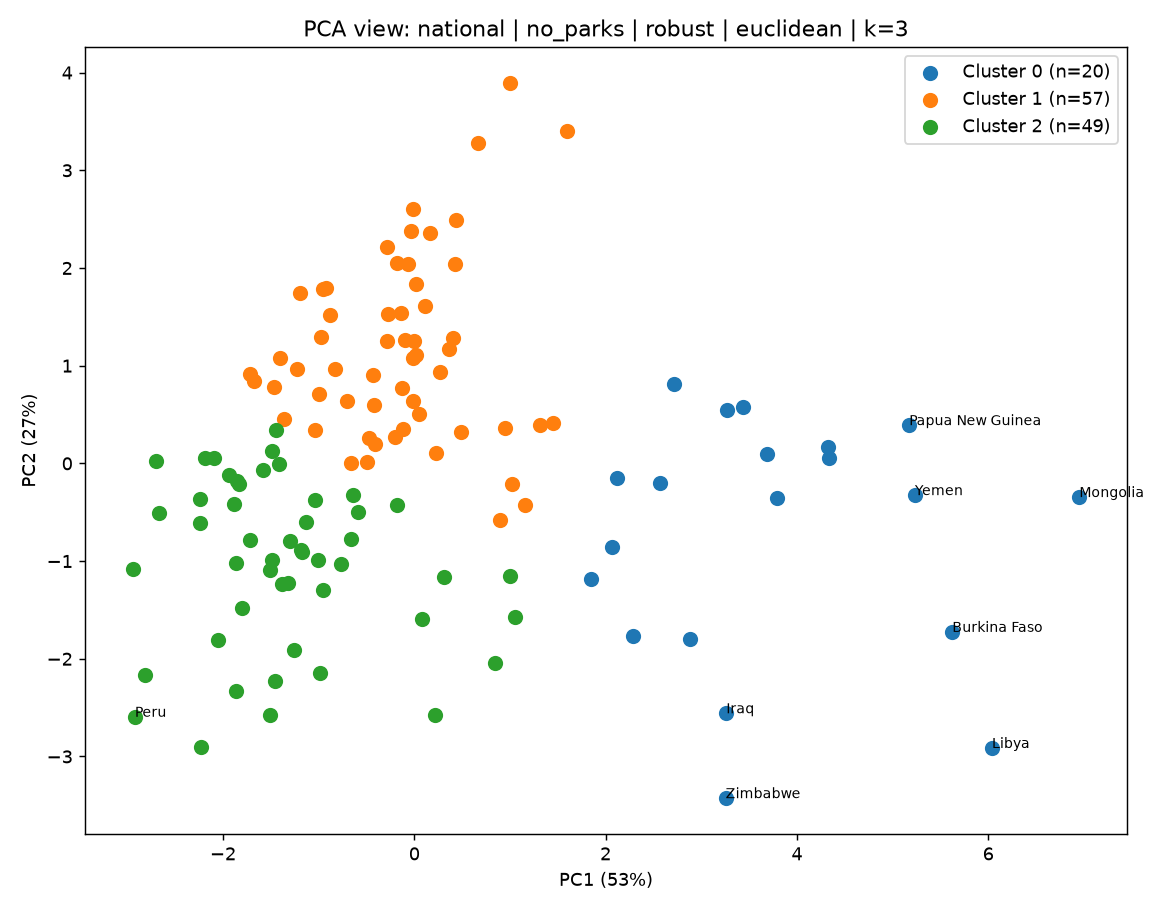 PCA view: national | no_parks | robust | euclidean | k=3
Cluster 0 (n=20)
Cluster 1 (n=57)
Cluster 2 (n=49)
4
3
2
1
0
−1
−2
−3
PC2 (27%)
Papua New Guinea
Yemen
Mongolia
Burkina Faso
Iraq
Peru
Libya
Zimbabwe
−2
0
2
4
6
PC1 (53%)